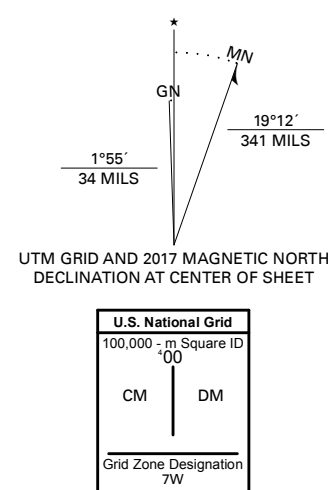 ★
MN
GN
19°12´
341 MILS
1°55´
34 MILS
UTM GRID AND 2017 MAGNETIC NORTH
DECLINATION AT CENTER OF SHEET
U.S. National Grid
100,000 - m Square ID
⁴00
CM DM
Grid Zone Designation
7W